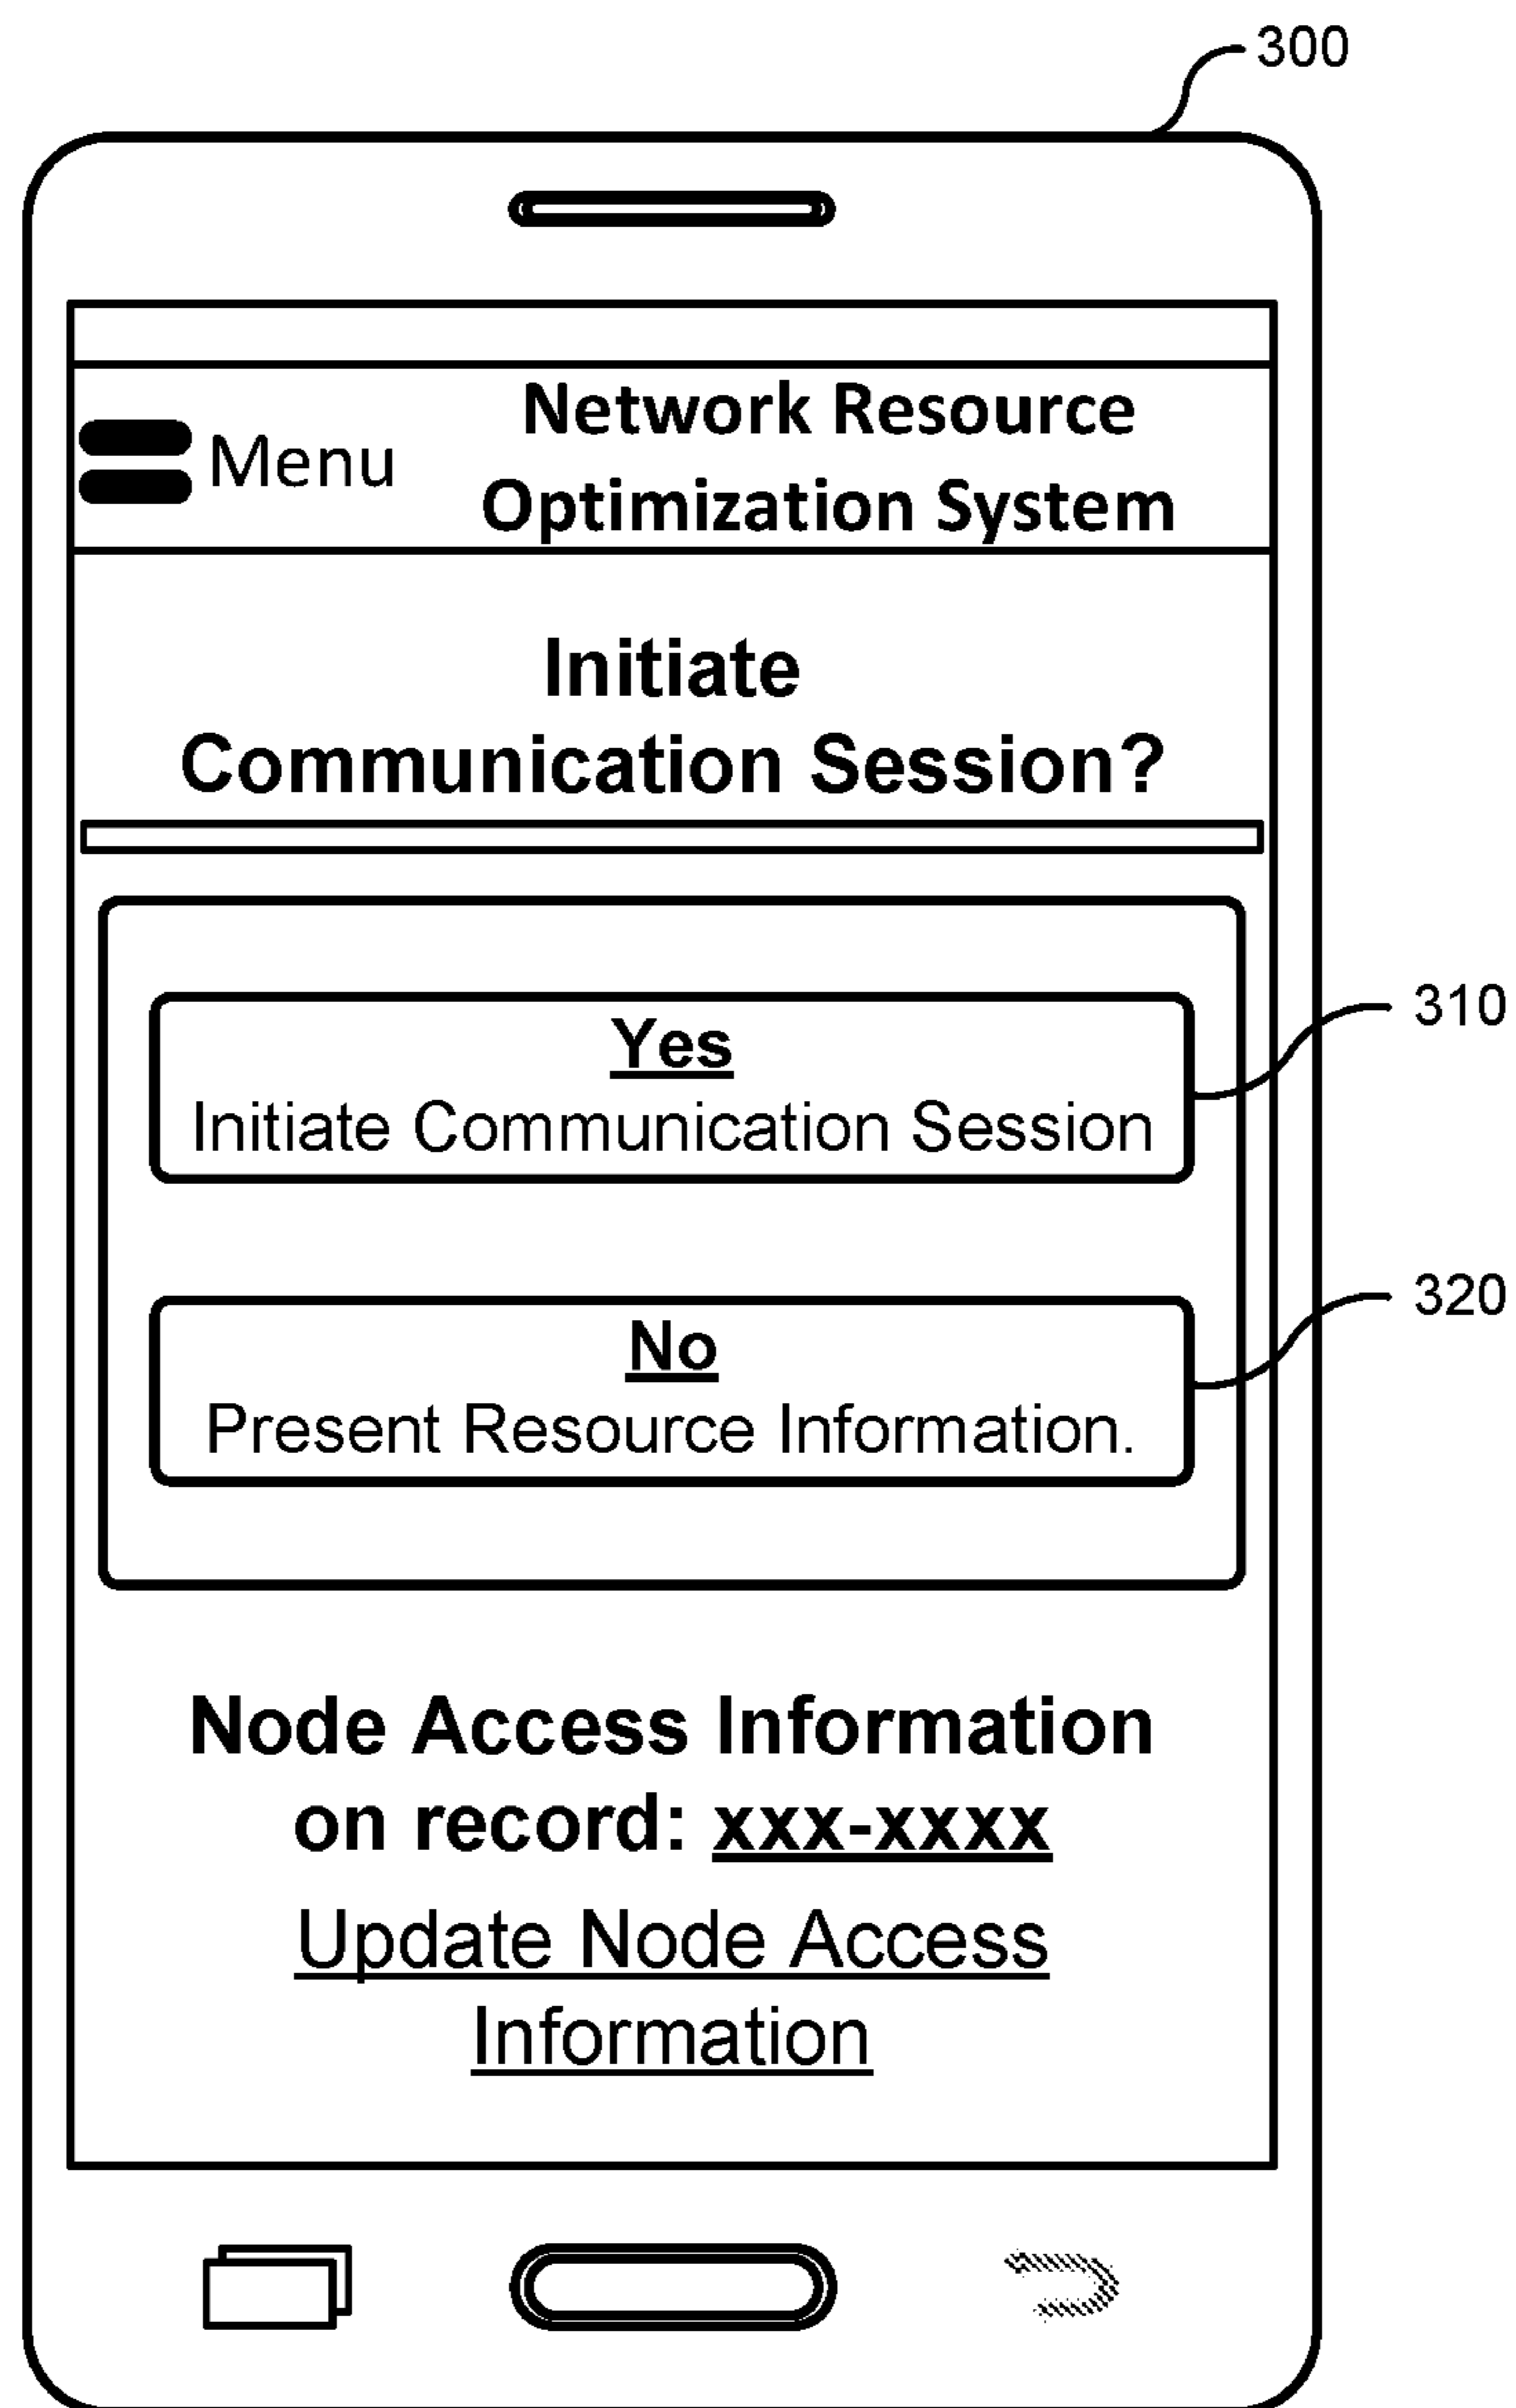 300
Menu
Network Resource
Optimization System
Initiate
Communication Session?
Yes
Initiate Communication Session
310
No
Present Resource Information.
320
Node Access Information
on record: xxx-xxxx
Update Node Access
Information